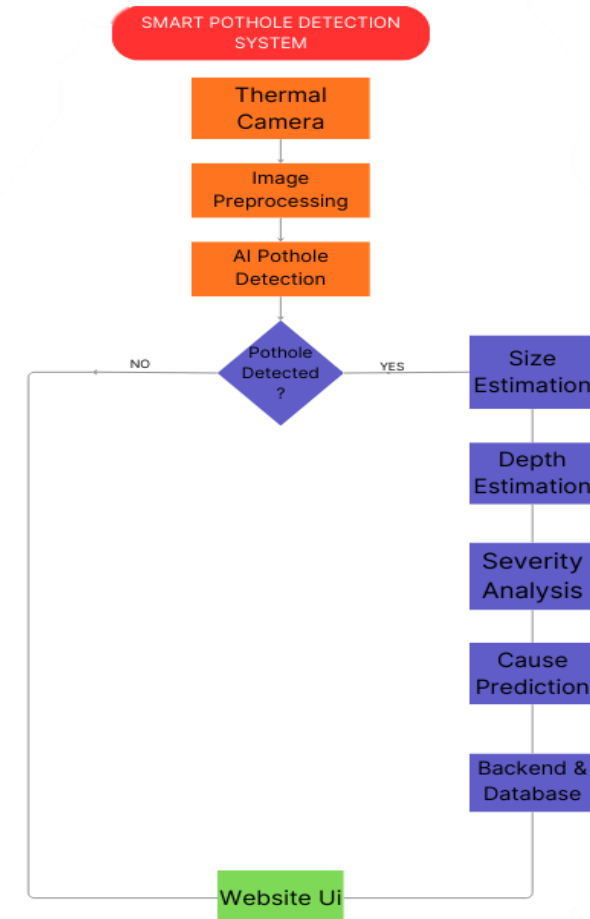 SMART POTHOLE DETECTION
SYSTEM
Thermal
Camera
Image
Preprocessing
AI Pothole
Detection
Pothole
Detected
?
NO
YES
Size
Estimation
Depth
Estimation
Severity
Analysis
Cause
Prediction
Backend &
Database
Website Ui